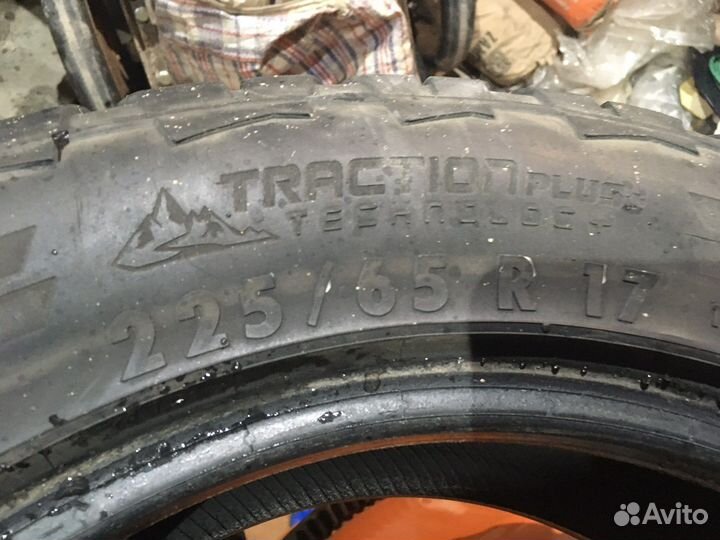 TRACTION PLUS+
TECHNOLOGY
225/65 R 17
Avito